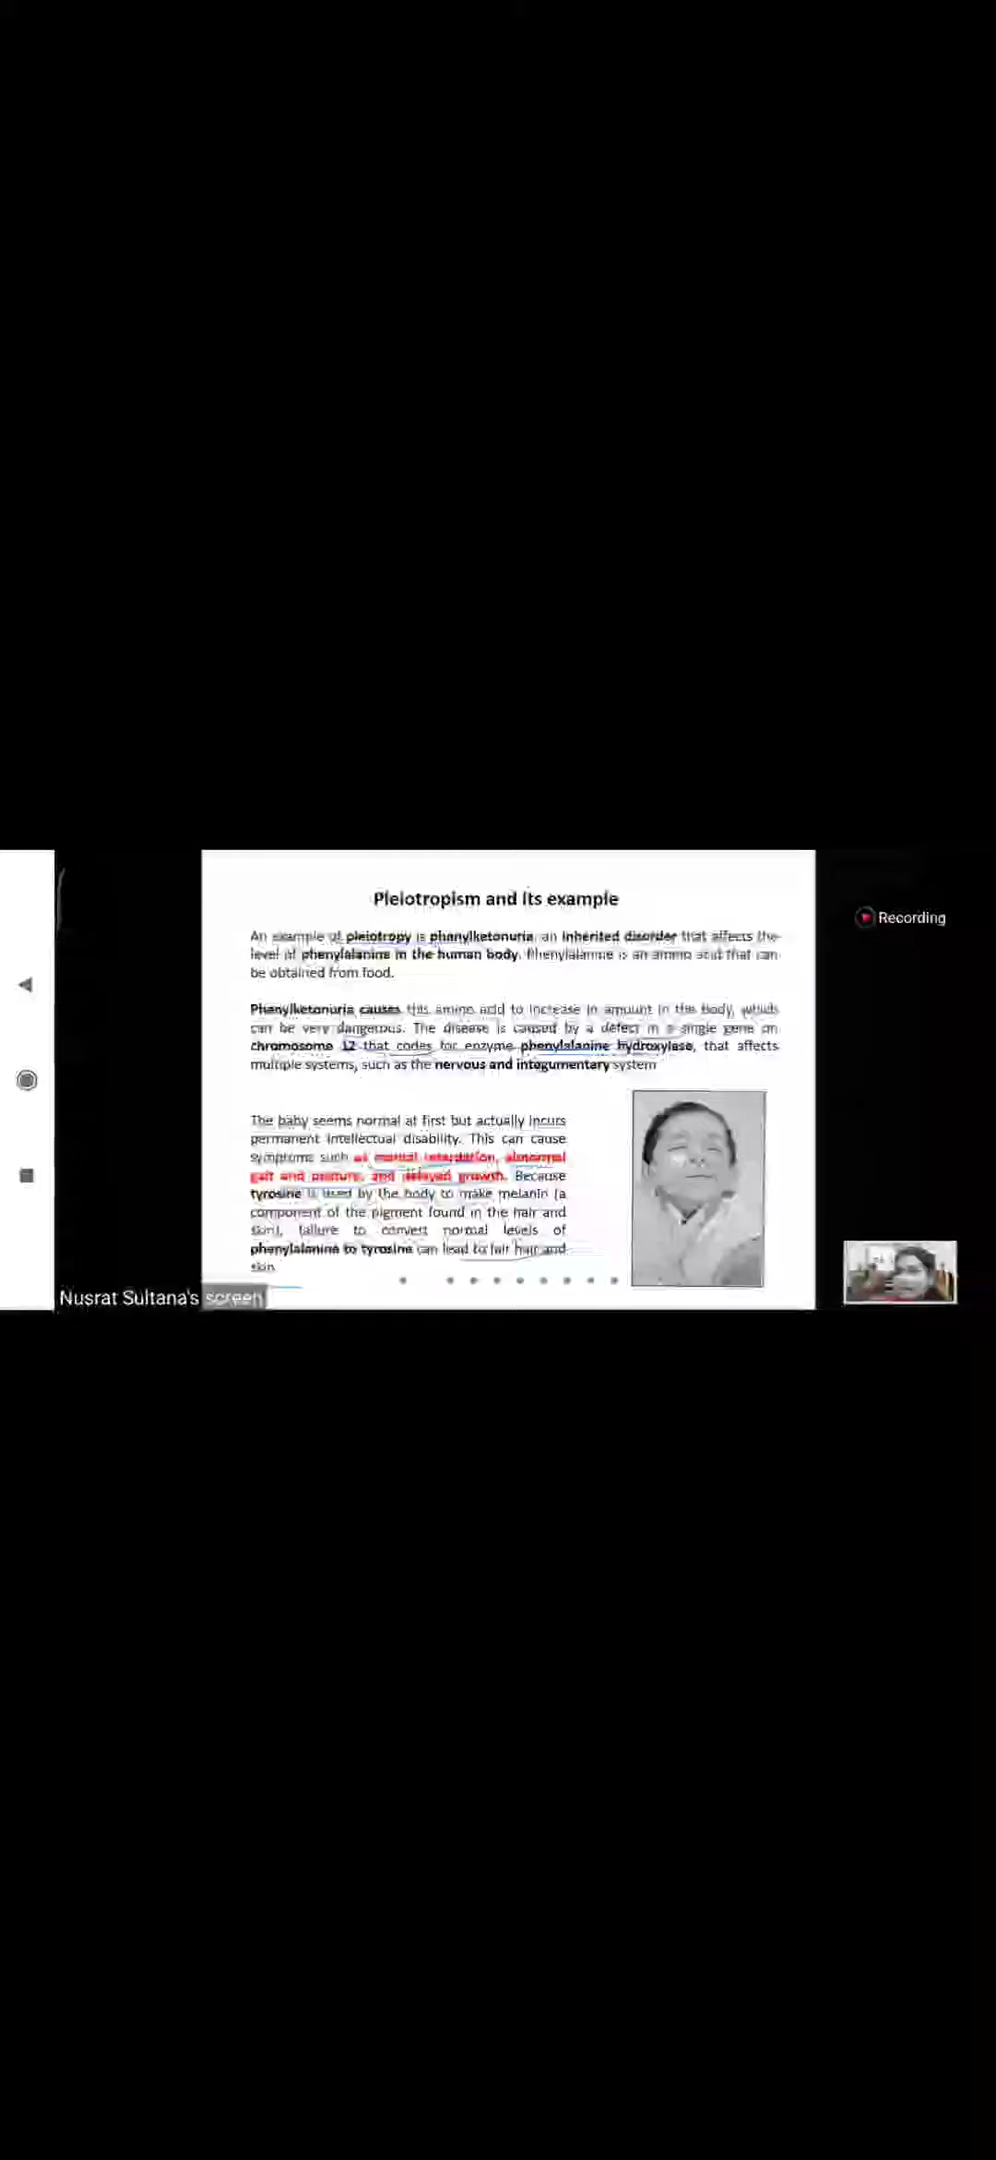 Pleiotropism and its example
Recording
An example of pleiotropy is phenylketonuria, an inherited disorder that affects the
level of phenylalanine in the human body. Phenylalanine is an amino acid that can
be obtained from food.
Phenylketonuria causes this amino acid to increase in amount in the body, which
can be very dangerous. The disease is caused by a defect in a single gene on
chromosome 12 that codes for enzyme phenylalanine hydroxylase, that affects
multiple systems, such as the nervous and integumentary system
The baby seems normal at first but actually incurs
permanent intellectual disability. This can cause
symptoms such as mental retardation, abnormal
gait and posture, and delayed growth. Because
tyrosine is used by the body to make melanin (a
component of the pigment found in the hair and
skin), failure to convert normal levels of
phenylalanine to tyrosine can lead to fair hair and
skin
Nusrat Sultana's screen